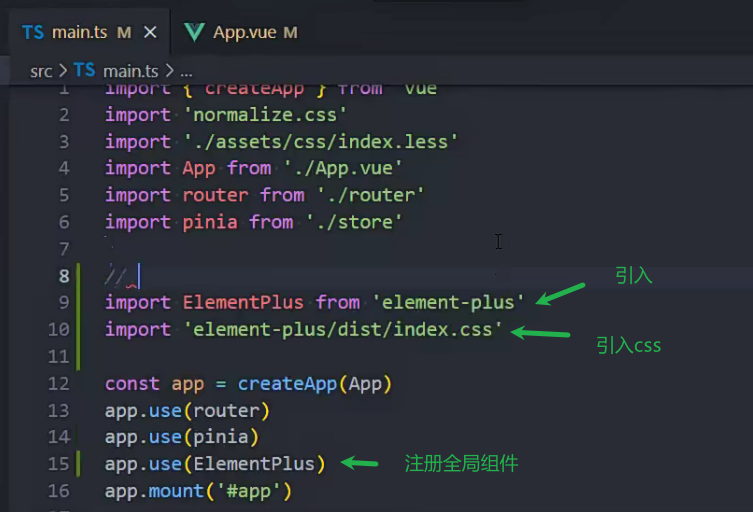 TS main.ts M × App.vue M
src > TS main.ts > ...
1 import { createApp } from 'vue'
2 import 'normalize.css'
3 import './assets/css/index.less'
4 import App from './App.vue'
5 import router from './router'
6 import pinia from './store'
7
8 //
9 import ElementPlus from 'element-plus' 引入
10 import 'element-plus/dist/index.css' 引入css
11
12 const app = createApp(App)
13 app.use(router)
14 app.use(pinia)
15 app.use(ElementPlus) 注册全局组件
16 app.mount('#app')